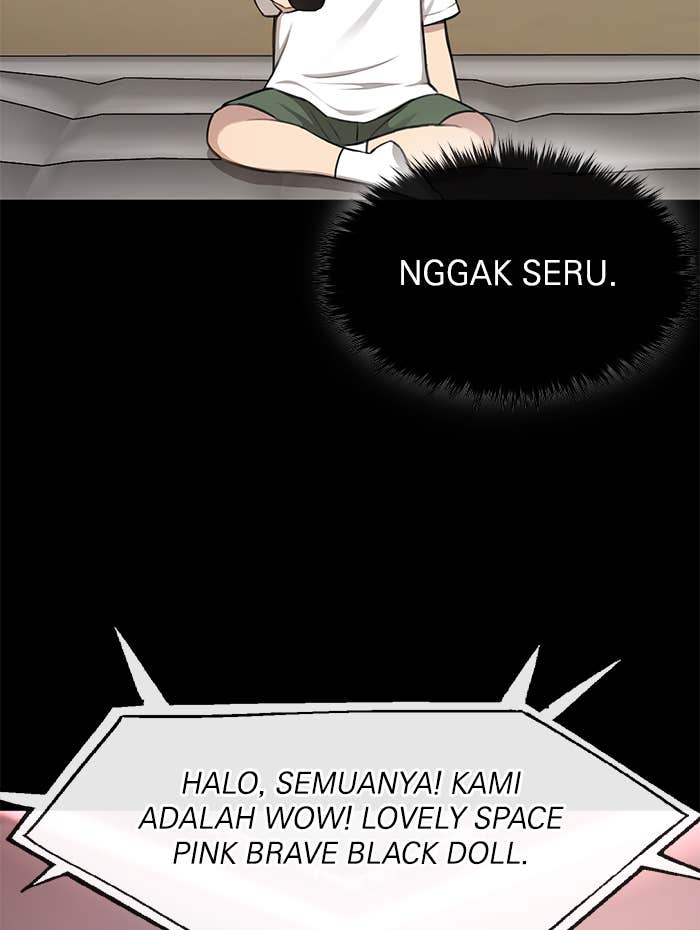 NGGAK SERU.
HALO, SEMUANYA! KAMI
ADALAH WOW! LOVELY SPACE
PINK BRAVE BLACK DOLL.